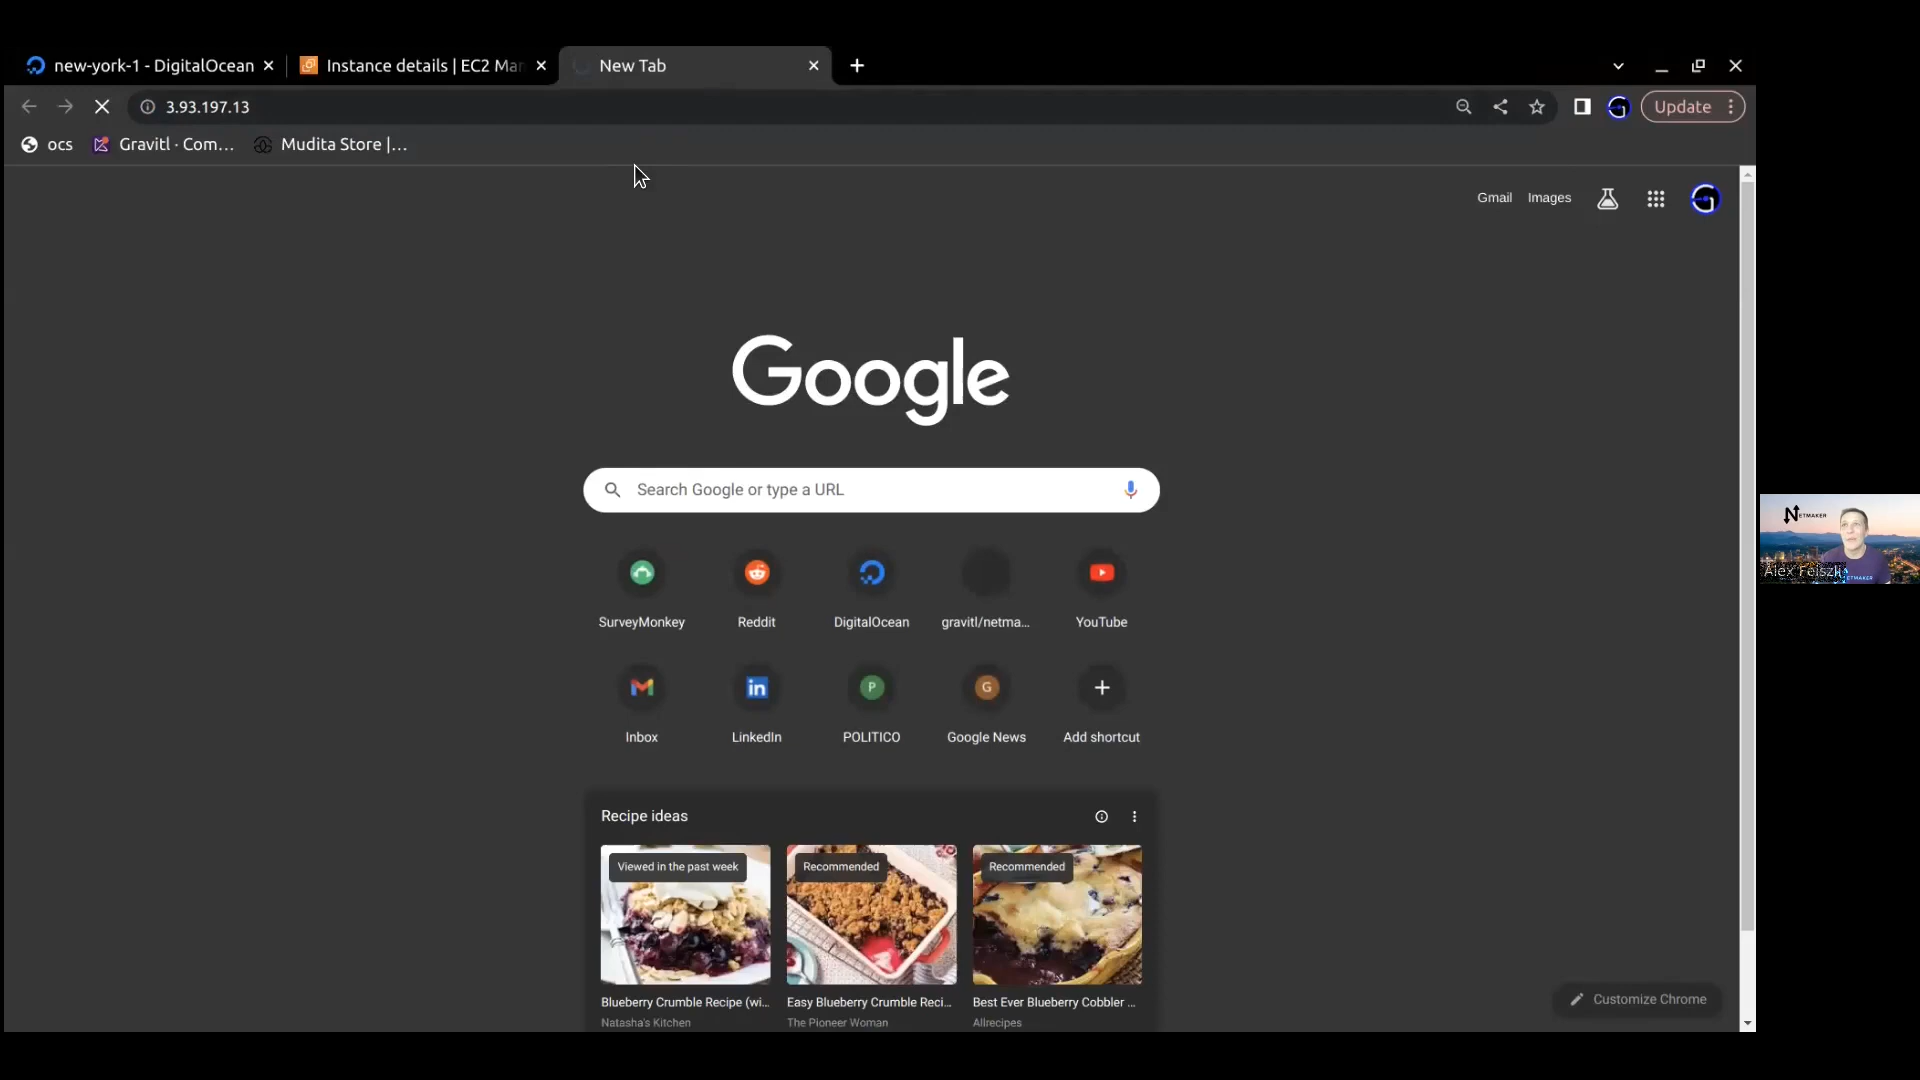 new-york-1 - DigitalOcean
Instance details | EC2 Mar
New Tab
3.93.197.13
Update
ocs
Gravitl · Com...
Mudita Store |...
Gmail
Images
Google
Search Google or type a URL
SurveyMonkey
Reddit
DigitalOcean
gravitl/netma...
YouTube
Inbox
LinkedIn
P
POLITICO
G
Google News
Add shortcut
Recipe ideas
Viewed in the past week
Recommended
Recommended
Blueberry Crumble Recipe (wi...
Easy Blueberry Crumble Reci...
Best Ever Blueberry Cobbler ...
Natasha's Kitchen
The Pioneer Woman
Allrecipes
Customize Chrome
NETMAKER
Alex Feiszli
ETMAKER